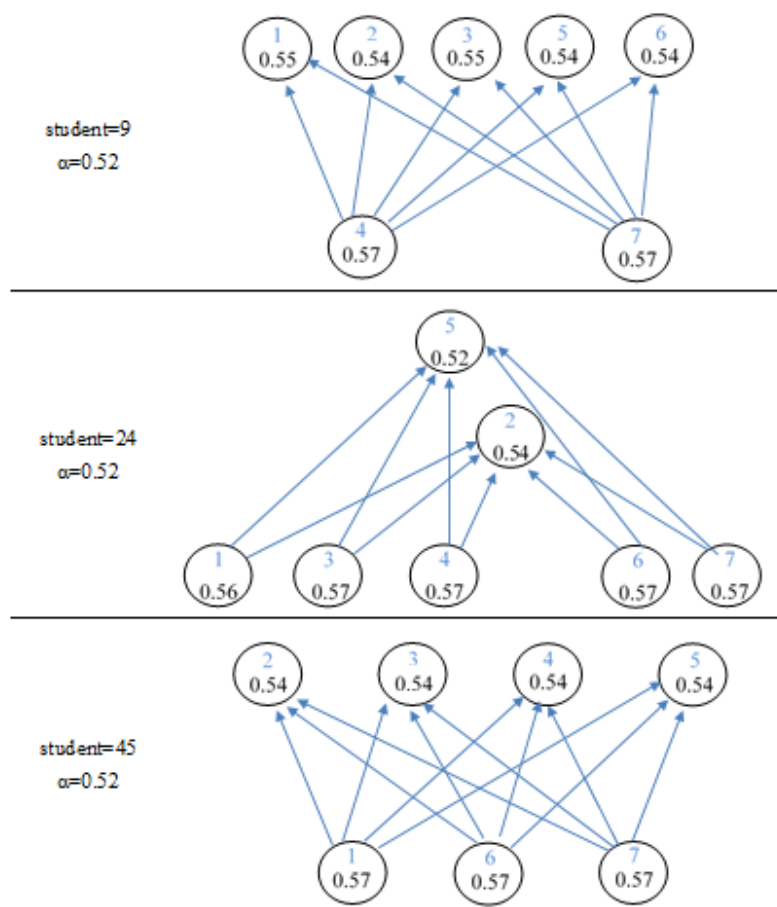 1 2 3 5 6
0.55 0.54 0.55 0.54 0.54
student=9
α=0.52
4 7
0.57 0.57
5
0.52
student=24
α=0.52
2
0.54
1 3 4 6 7
0.56 0.57 0.57 0.57 0.57
2 3 4 5
0.54 0.54 0.54 0.54
student=45
α=0.52
1 6 7
0.57 0.57 0.57